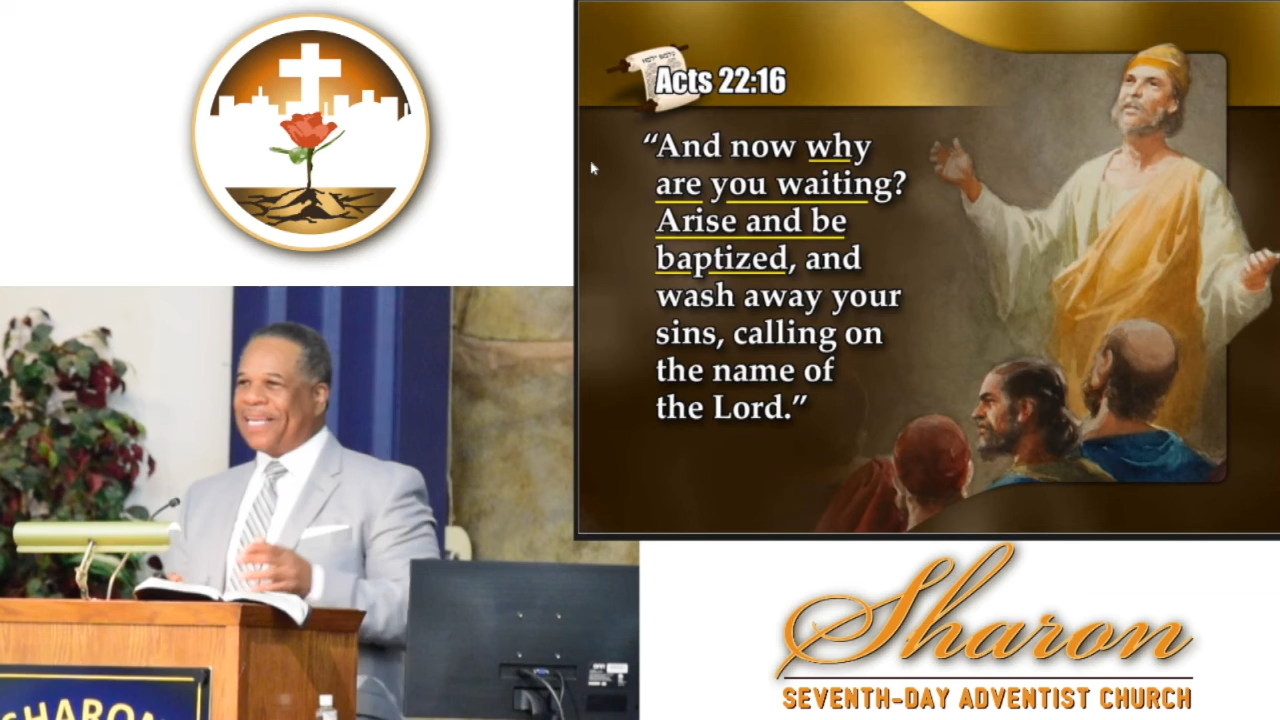 Acts 22:16
“And now why
are you waiting?
Arise and be
baptized, and
wash away your
sins, calling on
the name of
the Lord.”
SHARON
Sharon
SEVENTH-DAY ADVENTIST CHURCH